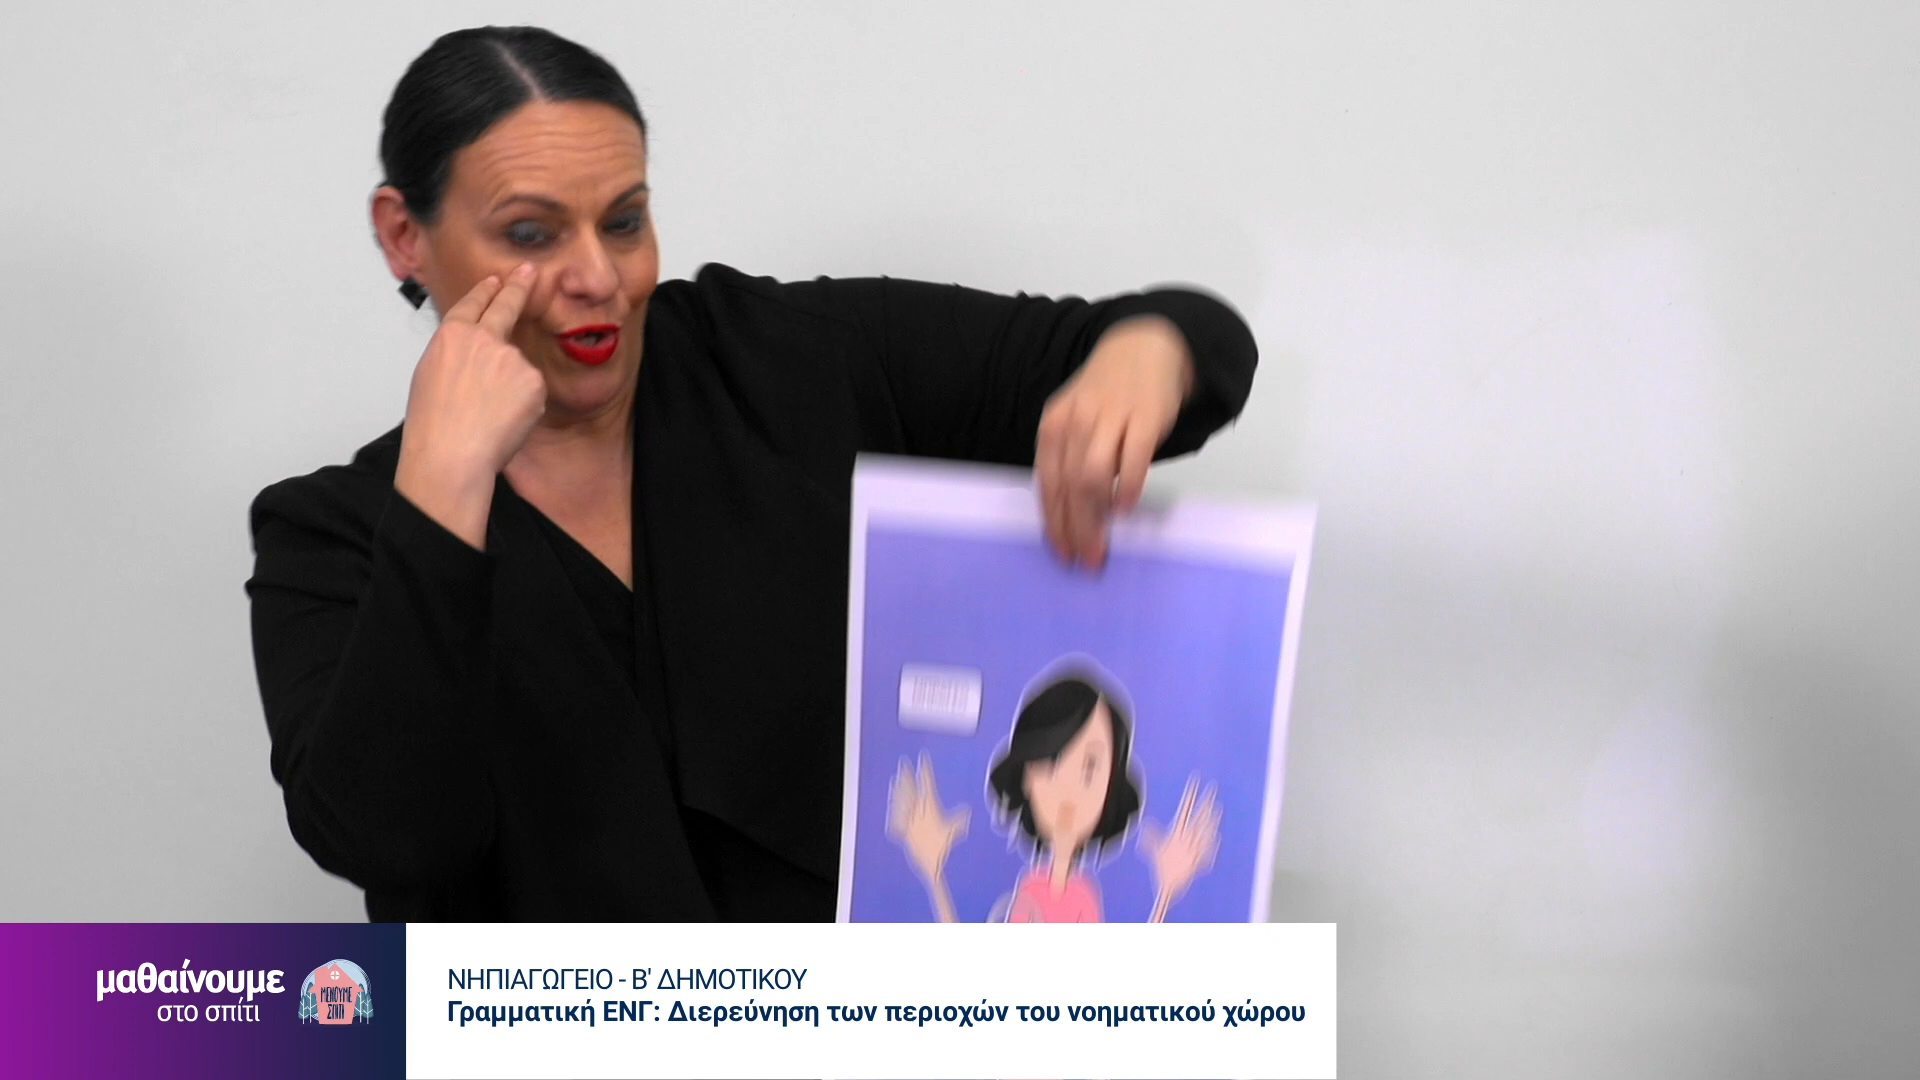 μαθαίνουμε
στο σπίτι
ΜΕΝΟΥΜΕ
ΣΠΙΤΙ
ΝΗΠΙΑΓΩΓΕΙΟ - Β' ΔΗΜΟΤΙΚΟΥ
Γραμματική ΕΝΓ: Διερεύνηση των περιοχών του νοηματικού χώρου